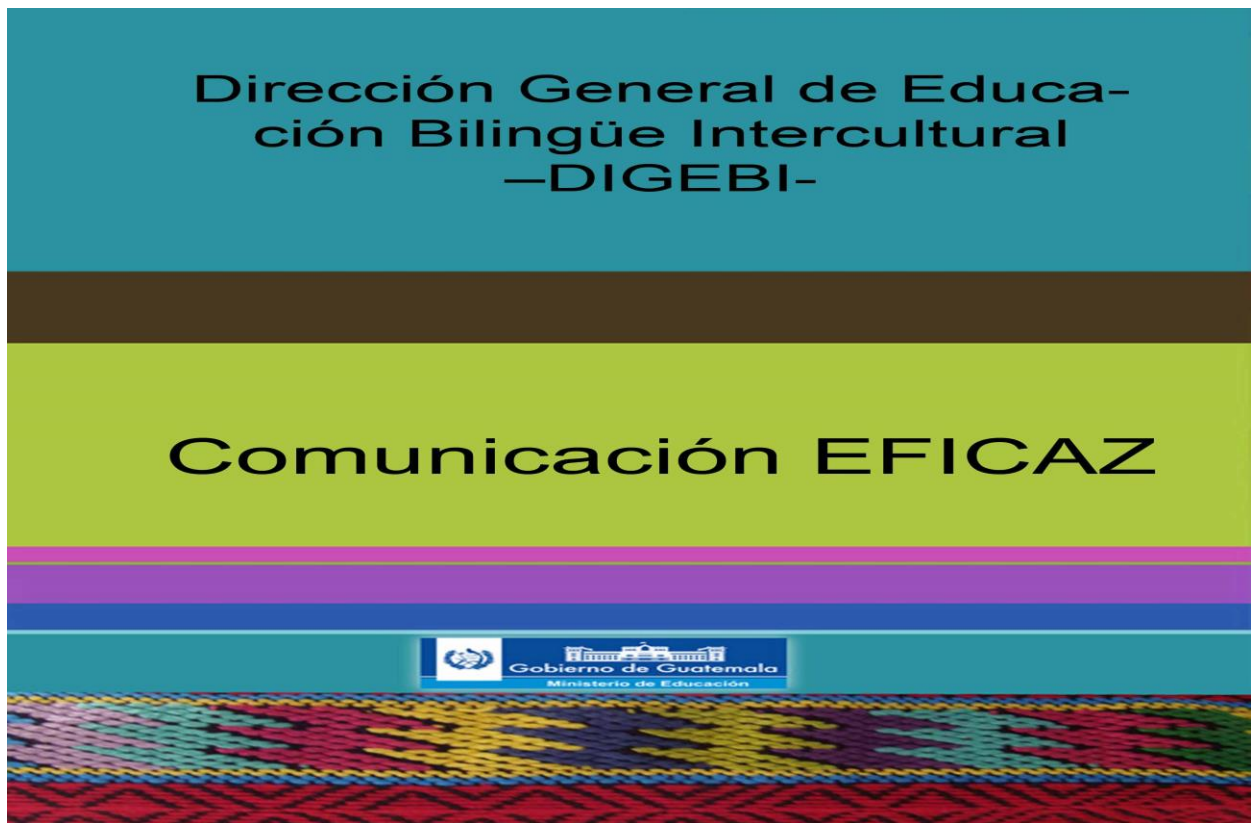 Dirección General de Educa-
ción Bilingüe Intercultural
–DIGEBI-
Comunicación EFICAZ
Gobierno de Guatemala
Ministerio de Educación